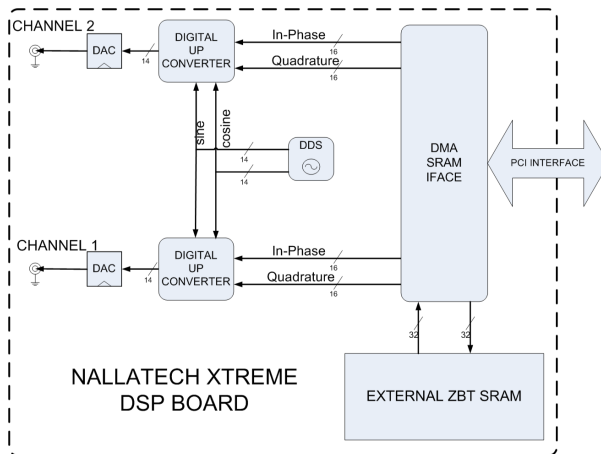 CHANNEL 2
DAC
14
DIGITAL
UP
CONVERTER
In-Phase
16
Quadrature
16
sine
cosine
14
14
DDS
DMA
SRAM
IFACE
PCI INTERFACE
CHANNEL 1
DAC
14
DIGITAL
UP
CONVERTER
In-Phase
16
Quadrature
16
32
32
NALLATECH XTREME
DSP BOARD
EXTERNAL ZBT SRAM